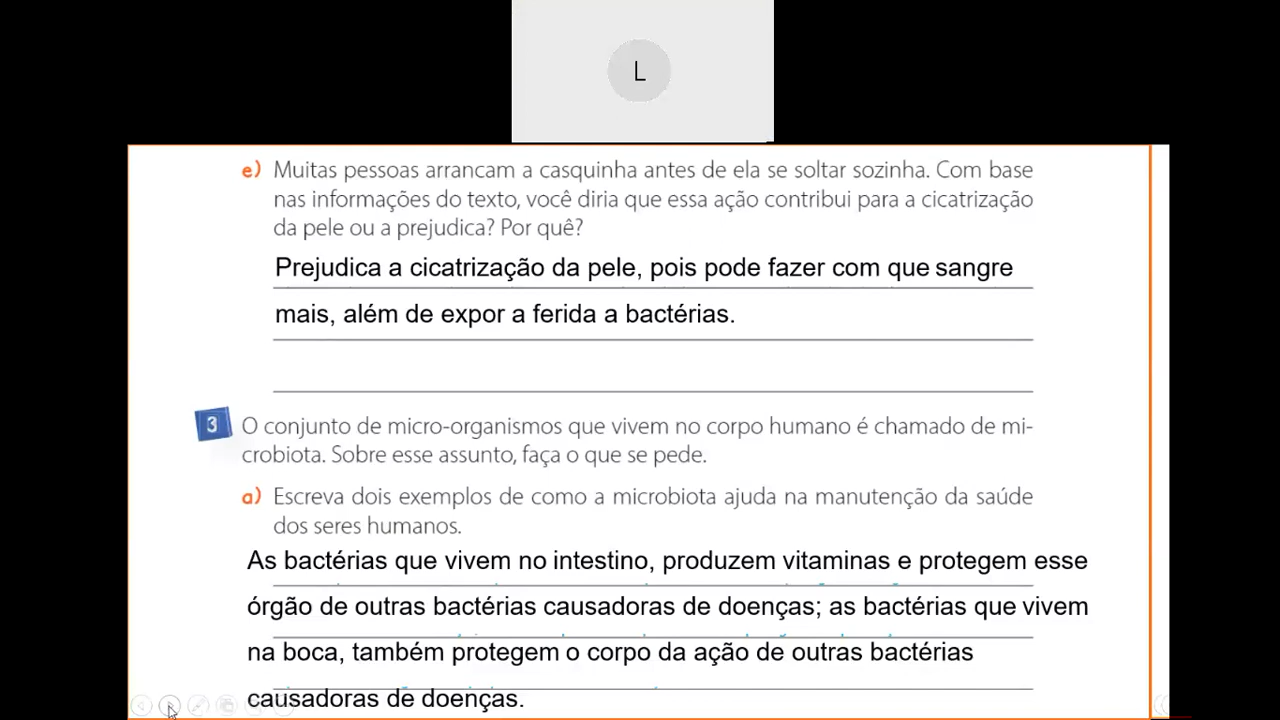 L
e) Muitas pessoas arrancam a casquinha antes de ela se soltar sozinha. Com base
nas informações do texto, você diria que essa ação contribui para a cicatrização
da pele ou a prejudica? Por quê?
Prejudica a cicatrização da pele, pois pode fazer com que sangre
mais, além de expor a ferida a bactérias.
3 O conjunto de micro-organismos que vivem no corpo humano é chamado de mi-
crobiota. Sobre esse assunto, faça o que se pede.
a) Escreva dois exemplos de como a microbiota ajuda na manutenção da saúde
dos seres humanos.
As bactérias que vivem no intestino, produzem vitaminas e protegem esse
órgão de outras bactérias causadoras de doenças; as bactérias que vivem
na boca, também protegem o corpo da ação de outras bactérias
causadoras de doenças.